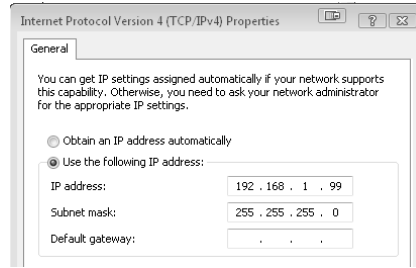 Internet Protocol Version 4 (TCP/IPv4) Properties
General
You can get IP settings assigned automatically if your network supports
this capability. Otherwise, you need to ask your network administrator
for the appropriate IP settings.
Obtain an IP address automatically
Use the following IP address:
IP address: 192 . 168 . 1 . 99
Subnet mask: 255 . 255 . 255 . 0
Default gateway: . . .